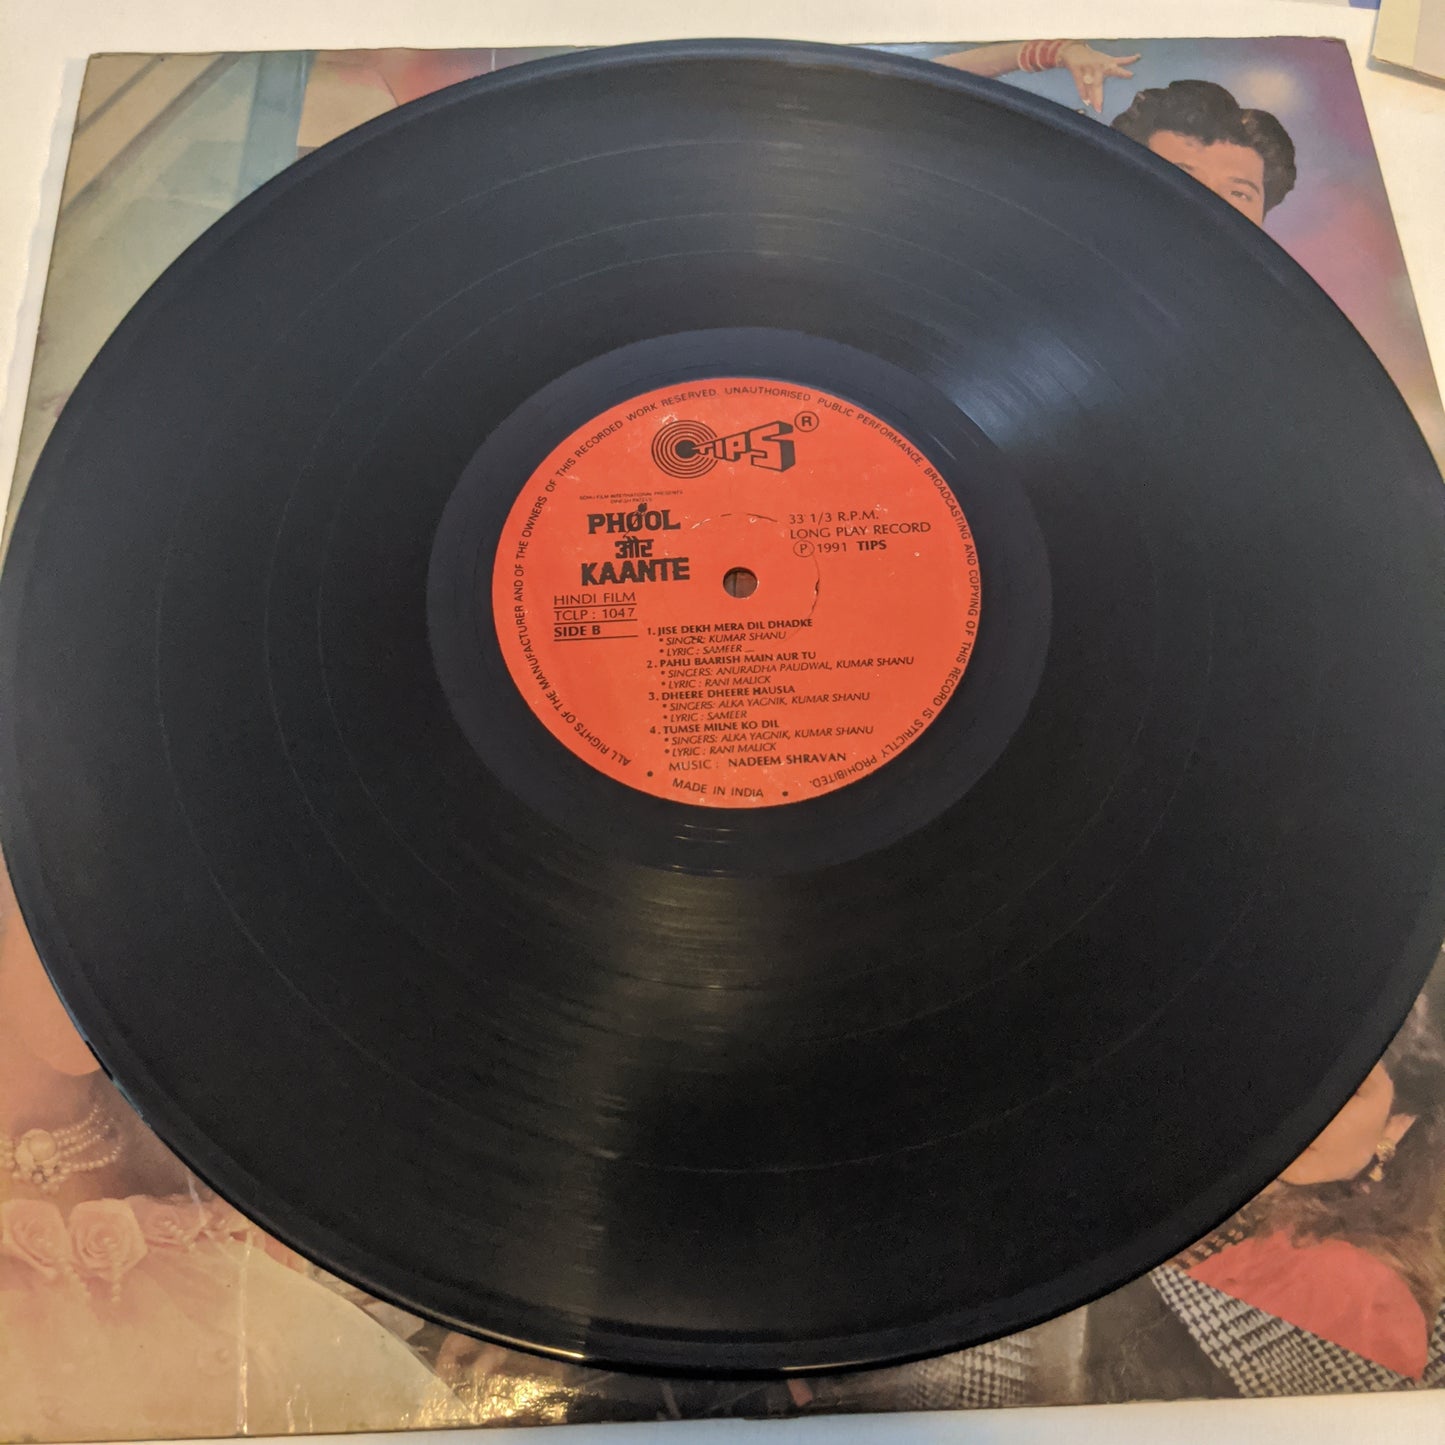 ALL RIGHTS OF THE MANUFACTURER AND OF THE OWNERS OF THIS RECORDED WORK RESERVED. UNAUTHORISED PUBLIC PERFORMANCE, BROADCASTING AND COPYING OF THIS RECORD IS STRICTLY PROHIBITED.
TIPS ®
SONU FILM INTERNATIONAL PRESENTS
DINESH PATEL'S
PHOOL
और
KAANTE
33 1/3 R.P.M.
LONG PLAY RECORD
Ⓟ 1991 TIPS
HINDI FILM
TCLP : 1047
SIDE B
1. JISE DEKH MERA DIL DHADKE
• SINGER: KUMAR SHANU
• LYRIC : SAMEER
2. PAHLI BAARISH MAIN AUR TU
• SINGERS: ANURADHA PAUDWAL, KUMAR SHANU
• LYRIC : RANI MALICK
3. DHEERE DHEERE HAUSLA
• SINGERS: ALKA YAGNIK, KUMAR SHANU
• LYRIC : SAMEER
4. TUMSE MILNE KO DIL
• SINGERS: ALKA YAGNIK, KUMAR SHANU
• LYRIC : RANI MALICK
MUSIC : NADEEM SHRAVAN
• MADE IN INDIA •